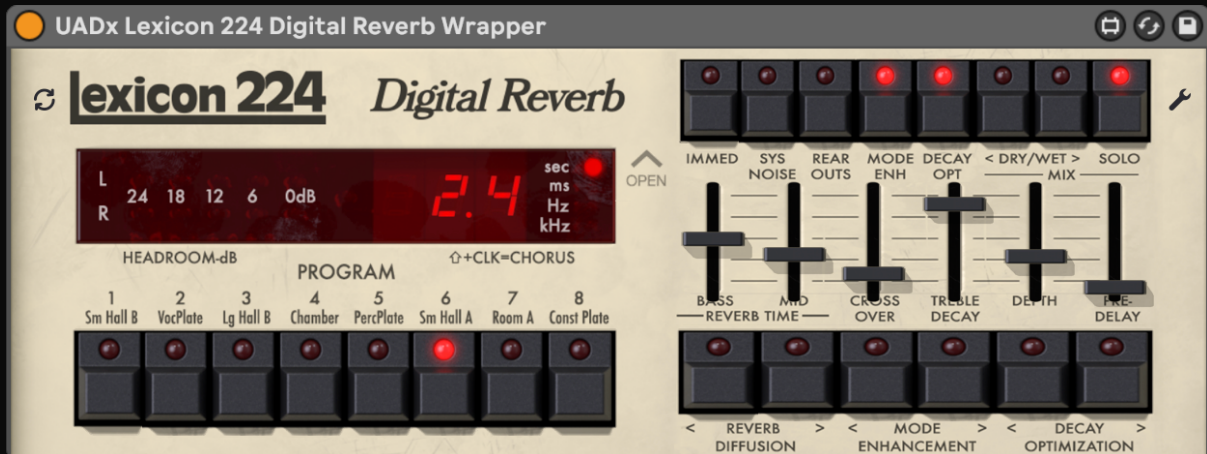 UADx Lexicon 224 Digital Reverb Wrapper
lexicon 224 Digital Reverb
IMMED SYS NOISE REAR OUTS MODE ENH DECAY OPT < DRY/WET > MIX SOLO
L 24 18 12 6 0dB
R
2.4
sec
ms
Hz
kHz
OPEN
HEADROOM-dB
⇧+CLK=CHORUS
PROGRAM
1 2 3 4 5 6 7 8
Sm Hall B VocPlate Lg Hall B Chamber PercPlate Sm Hall A Room A Const Plate
BASS MID CROSS OVER TREBLE DECAY DEPTH PRE-DELAY
REVERB TIME
< REVERB DIFFUSION > < MODE ENHANCEMENT > < DECAY OPTIMIZATION >